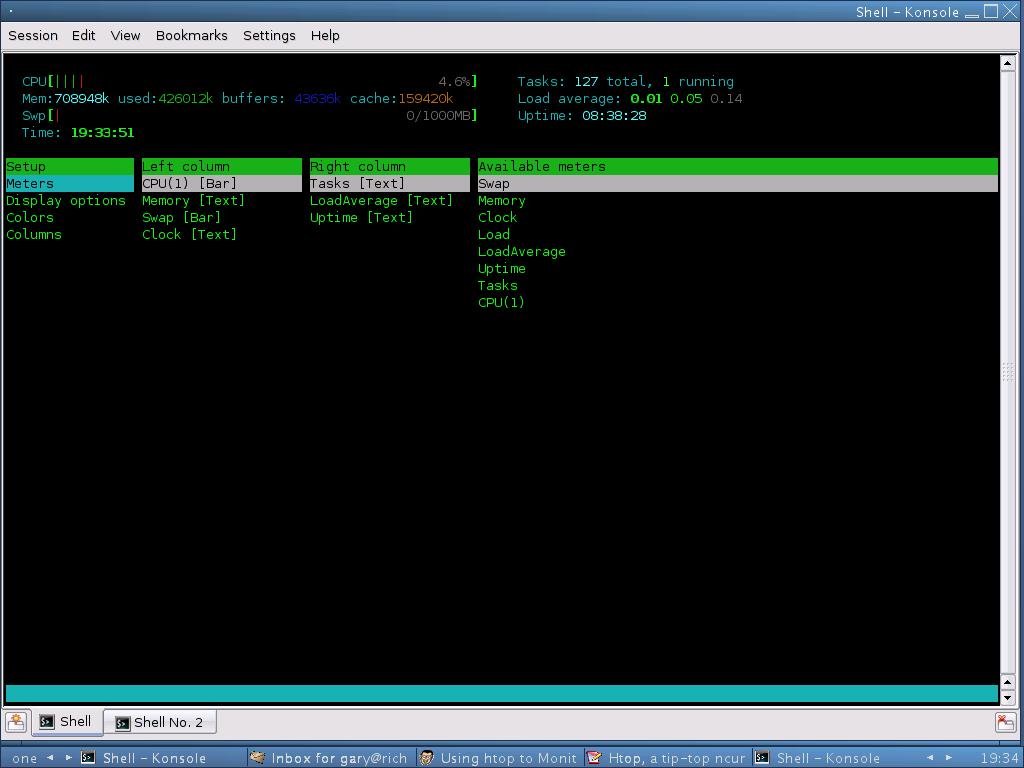 Shell – Konsole
Session Edit View Bookmarks Settings Help
CPU[|||| 4.6%] Tasks: 127 total, 1 running
Mem:708948k used:426012k buffers: 43636k cache:159420k Load average: 0.01 0.05 0.14
Swp[| 0/1000MB] Uptime: 08:38:28
Time: 19:33:51
Setup Left column Right column Available meters
Meters CPU(1) [Bar] Tasks [Text] Swap
Display options Memory [Text] LoadAverage [Text] Memory
Colors Swap [Bar] Uptime [Text] Clock
Columns Clock [Text] Load
LoadAverage
Uptime
Tasks
CPU(1)
Shell Shell No. 2
one Shell – Konsole Inbox for gary@rich Using htop to Monit Htop, a tip-top ncur Shell – Konsole 19:34